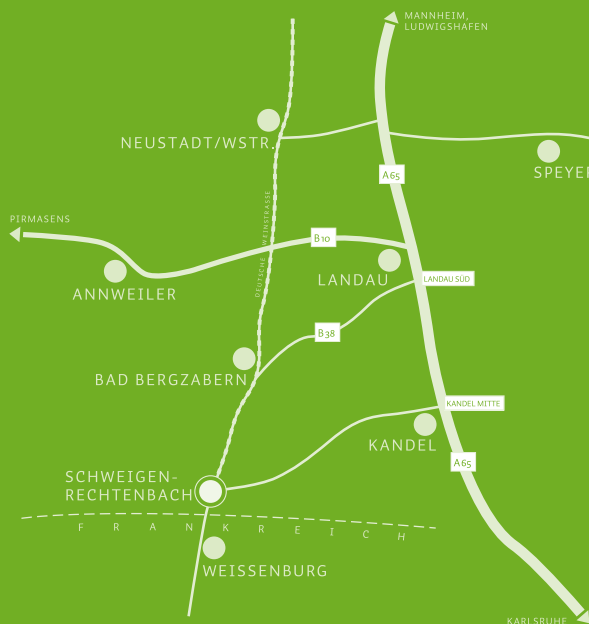 MANNHEIM,
LUDWIGSHAFEN
NEUSTADT/WSTR.
SPEYER
A65
DEUTSCHE WEINSTRASSE
PIRMASENS
B10
LANDAU
LANDAU SÜD
ANNWEILER
B38
BAD BERGZABERN
KANDEL MITTE
KANDEL
A65
SCHWEIGEN-
RECHTENBACH
FRANKREICH
WEISSENBURG
KARLSRUHE